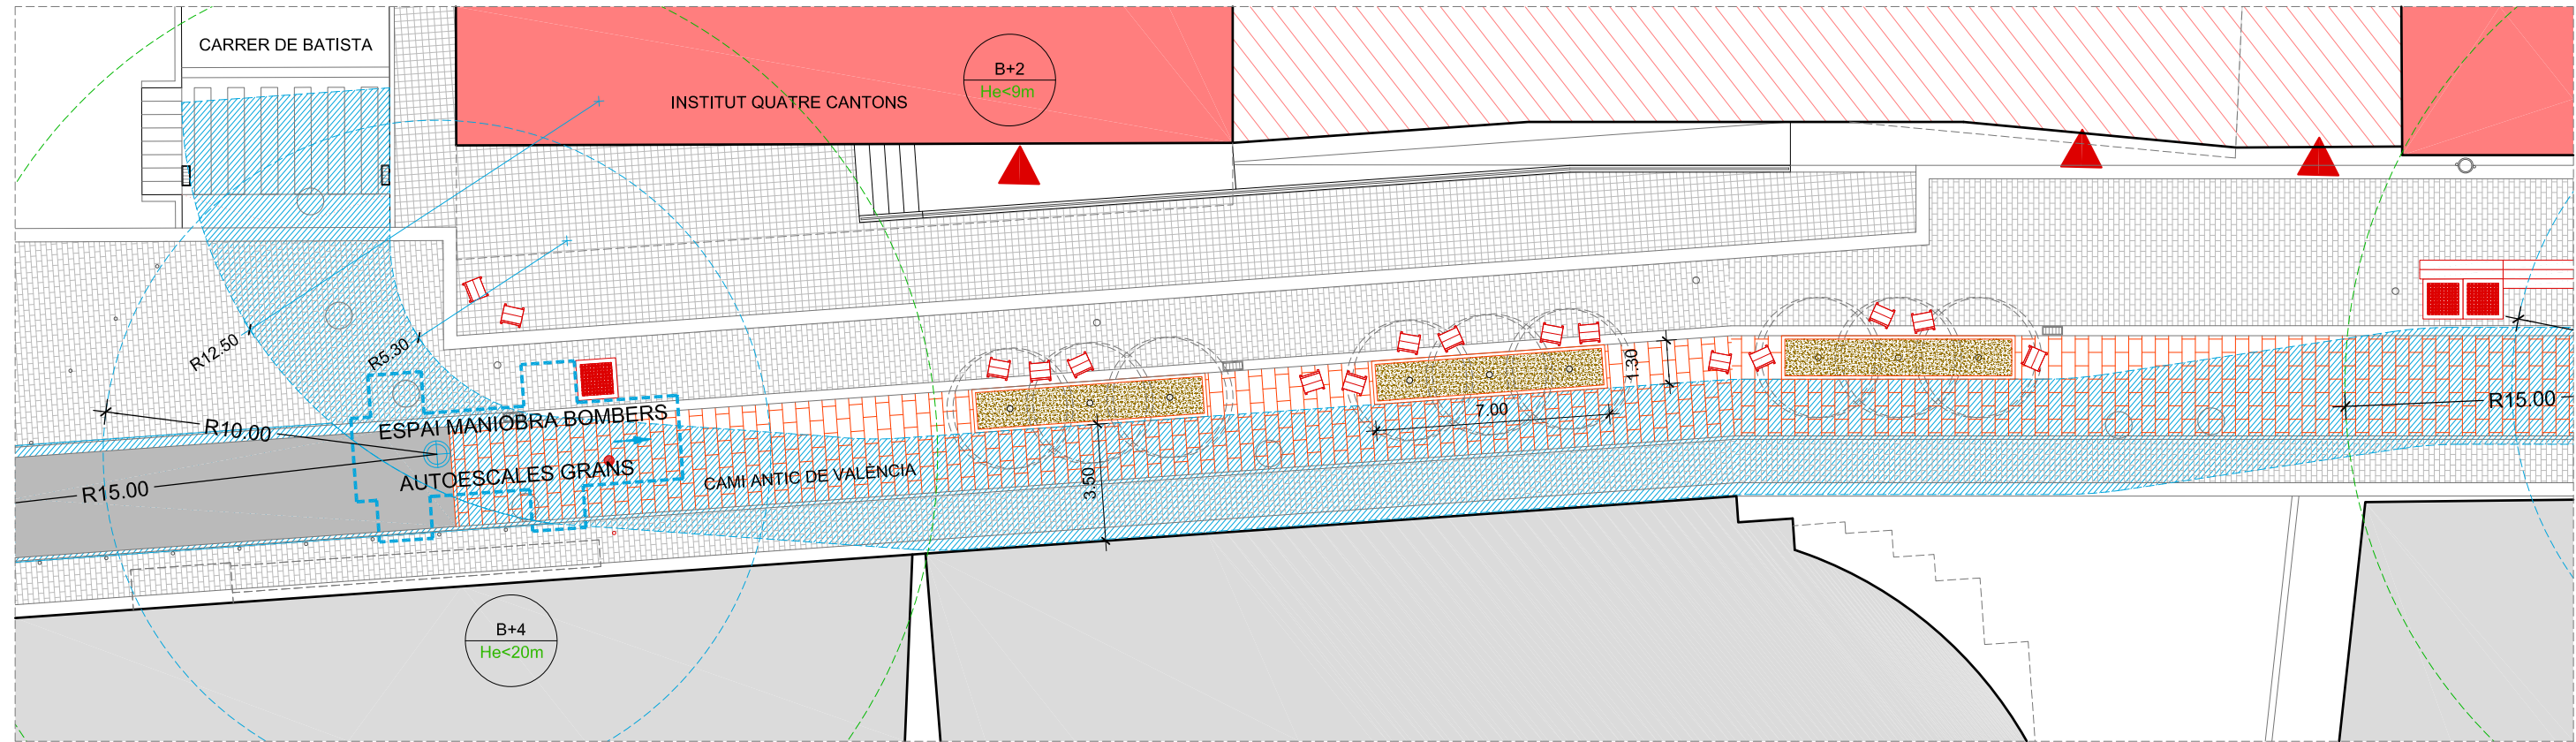 CARRER DE BATISTA
INSTITUT QUATRE CANTONS
B+2
He<9m
R12.50
R5.30
R10.00
R15.00
ESPAI MANIOBRA BOMBERS
AUTOESCALES GRANS
CAMI ANTIC DE VALÈNCIA
3.50
7.00
1.30
R15.00
B+4
He<20m